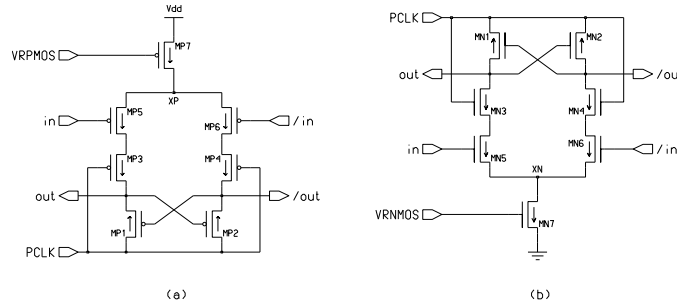 Vdd
VRPMOS
MP7
XP
in
MP5
MP6
/in
MP3
MP4
out
/out
MP1
MP2
PCLK
(a)
PCLK
MN1
MN2
out
/ou
MN3
MN4
in
MN5
MN6
/in
XN
VRNMOS
MN7
(b)